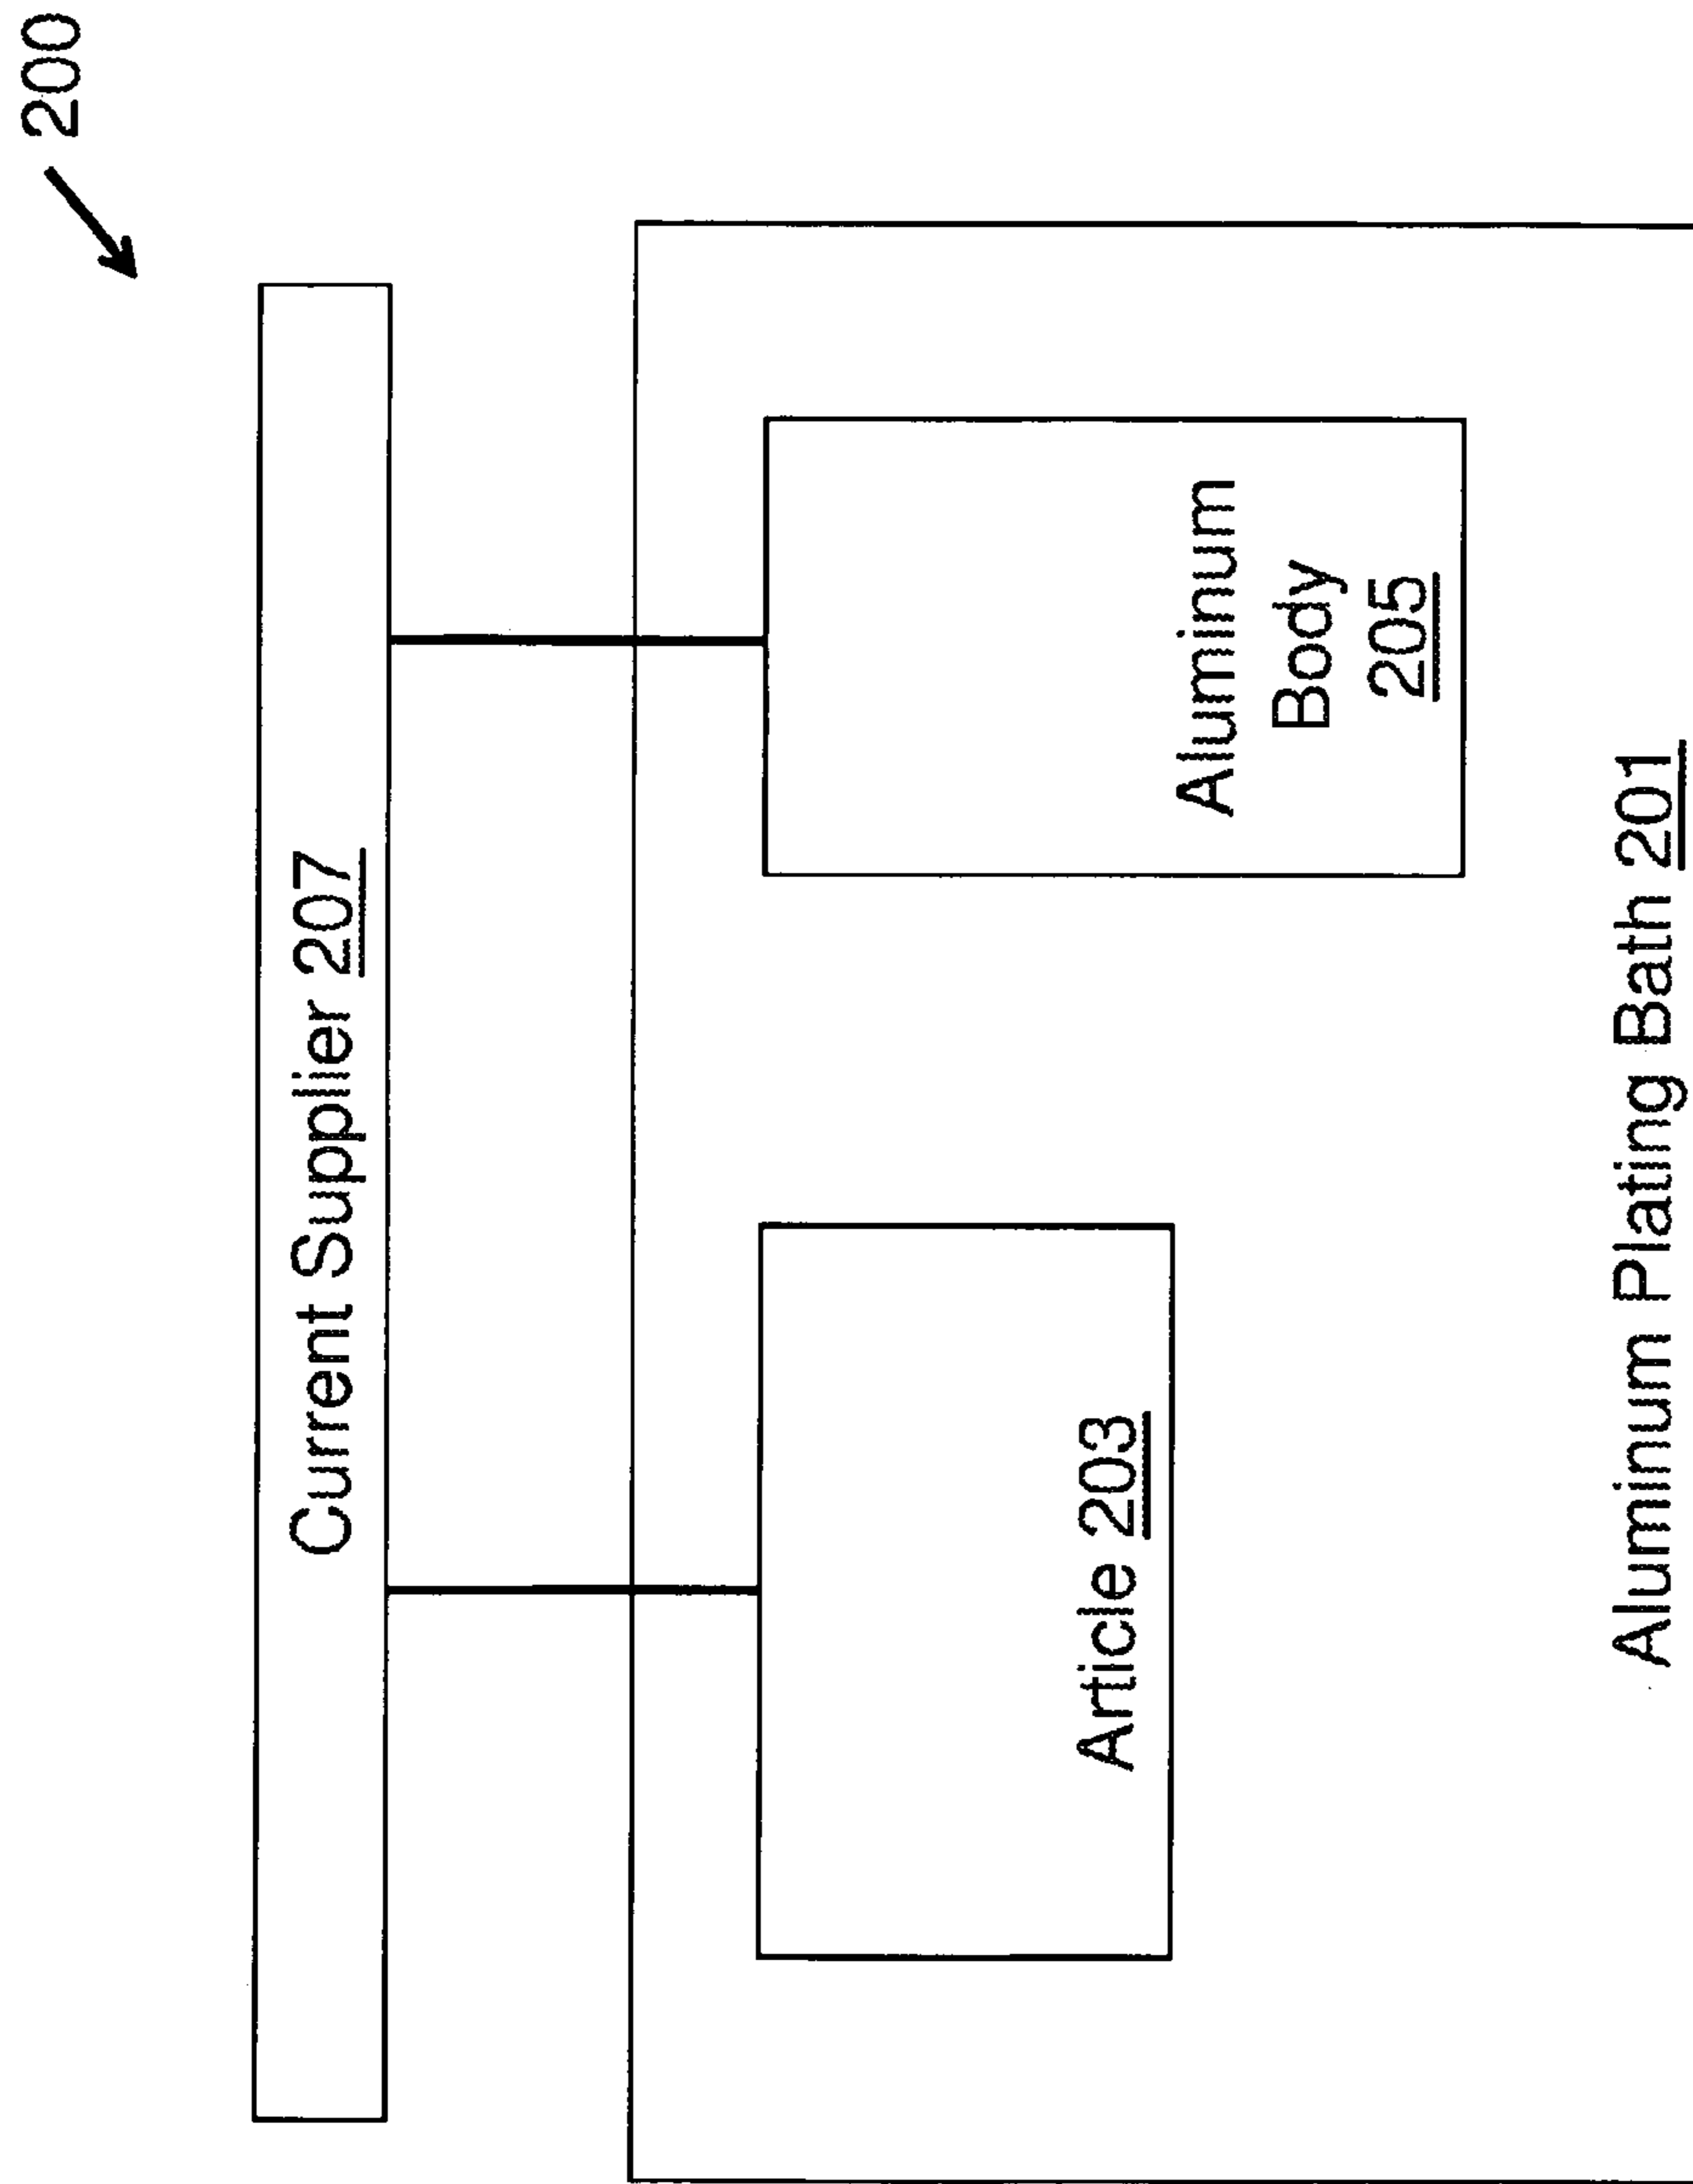 200
Current Supplier 207
Article 203
Aluminum
Body
205
Aluminum Plating Bath 201